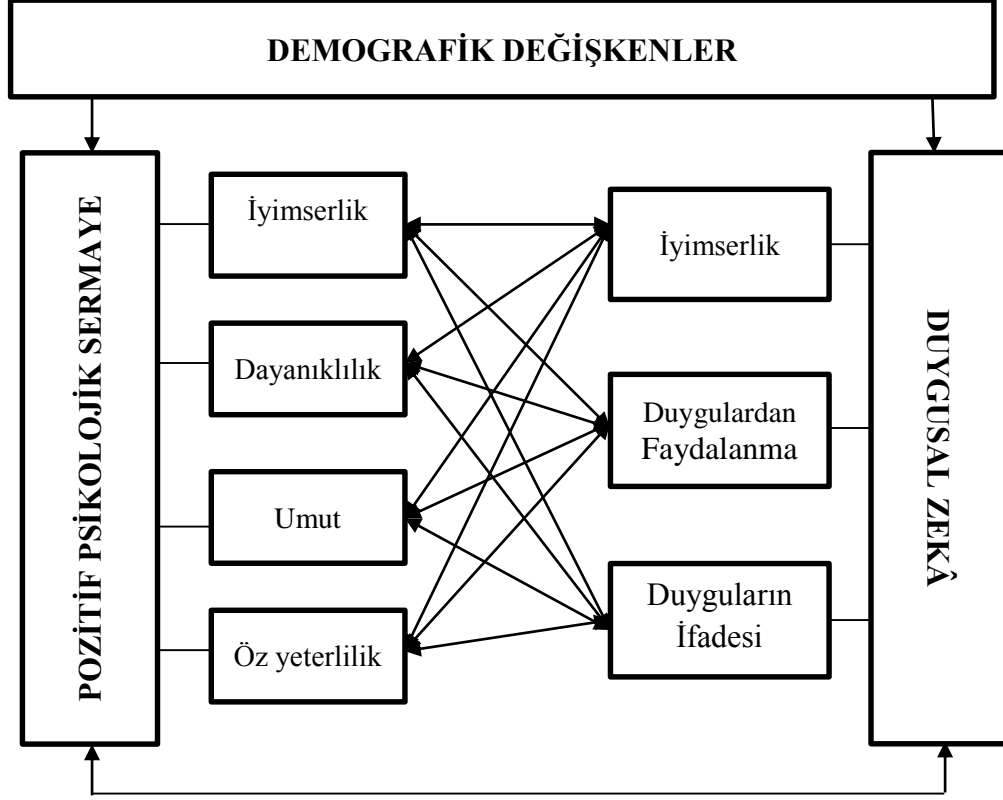 DEMOGRAFİK DEĞİŞKENLER
POZİTİF PSİKOLOJİK SERMAYE
İyimserlik
Dayanıklılık
Umut
Öz yeterlilik
İyimserlik
Duygulardan
Faydalanma
Duyguların
İfadesi
DUYGUSAL ZEKÂ